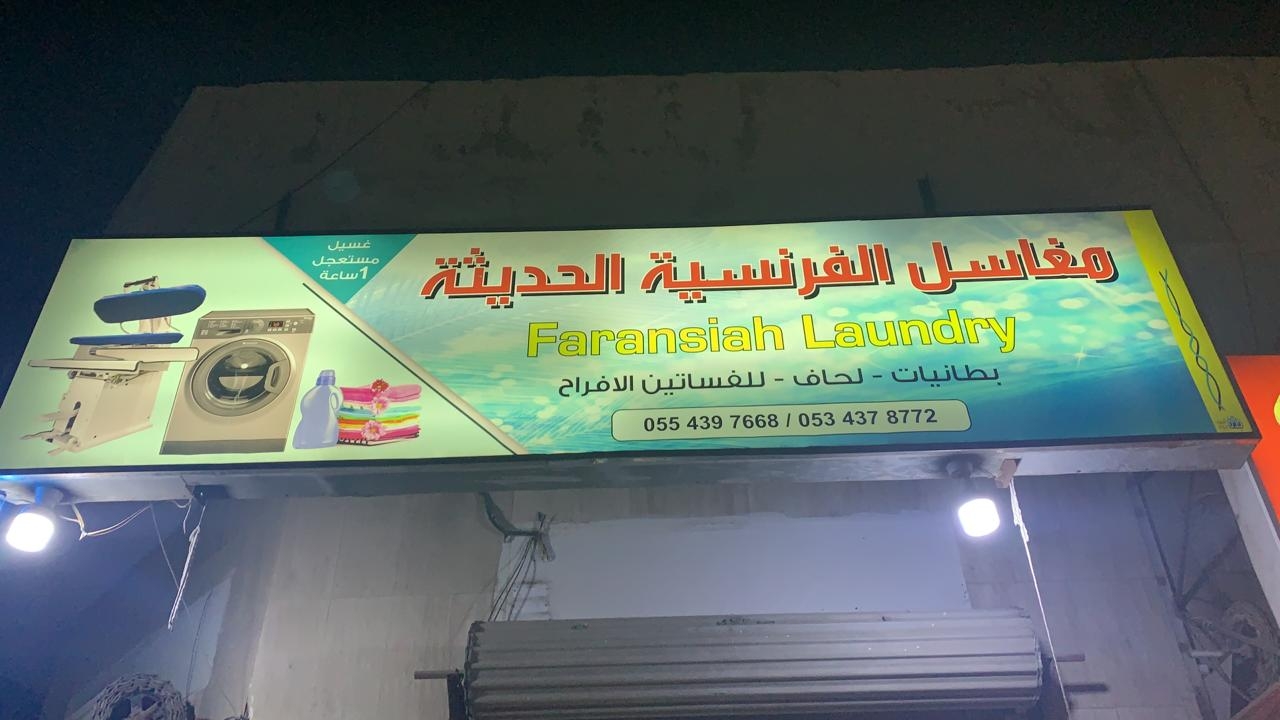 مغاسل الفرنسية الحديثة
Faransiah Laundry
بطانيات - لحاف - للفساتين الافراح
055 439 7668 / 053 437 8772
غسيل
مستعجل
1 ساعة